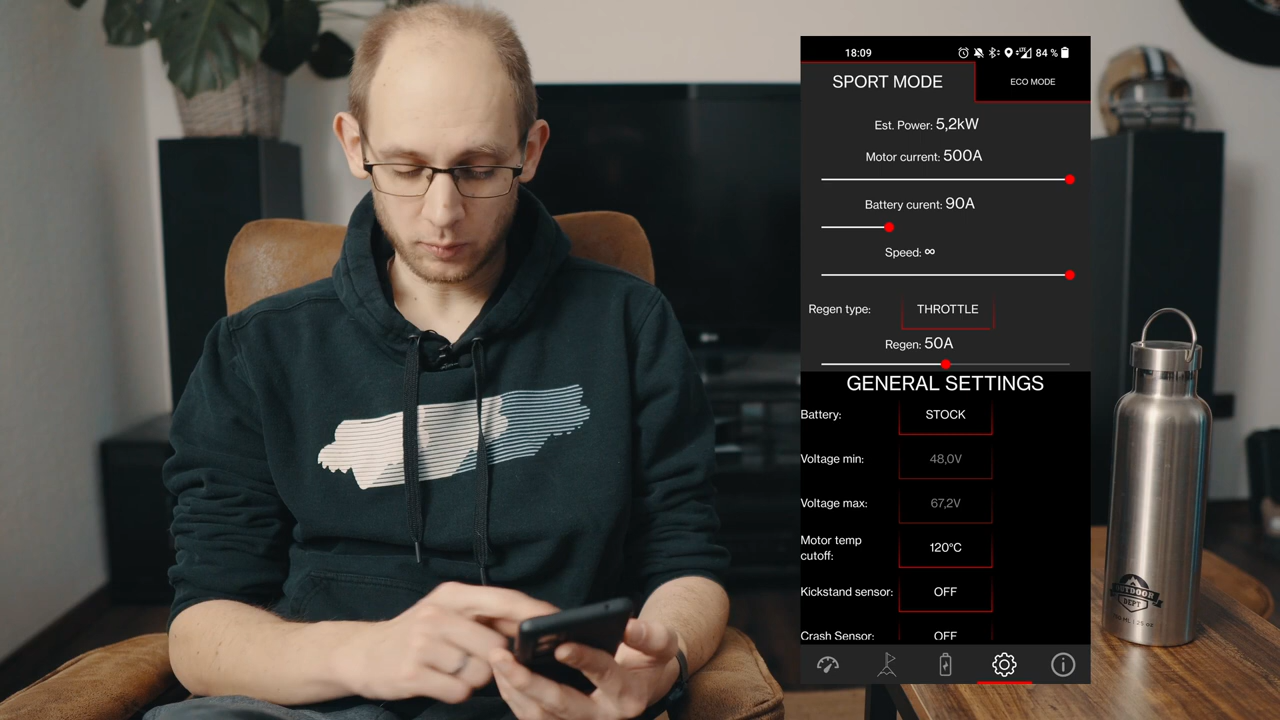 18:09
84 %
SPORT MODE
ECO MODE
Est. Power: 5,2kW
Motor current: 500A
Battery curent: 90A
Speed: ∞
Regen type:
THROTTLE
Regen: 50A
GENERAL SETTINGS
Battery:
STOCK
Voltage min:
48,0V
Voltage max:
67,2V
Motor temp
cutoff:
120°C
Kickstand sensor:
OFF
Crash Sensor:
OFF
OUTDOOR
DEPT